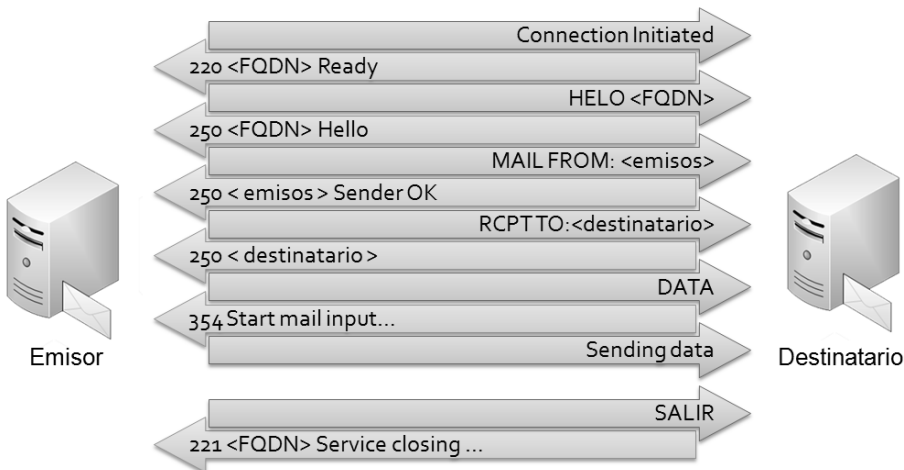 Connection Initiated
220 <FQDN> Ready
HELO <FQDN>
250 <FQDN> Hello
MAIL FROM: <emisos>
250 < emisos > Sender OK
RCPT TO:<destinatario>
250 < destinatario >
DATA
354 Start mail input...
Sending data
Emisor
Destinatario
SALIR
221 <FQDN> Service closing ...